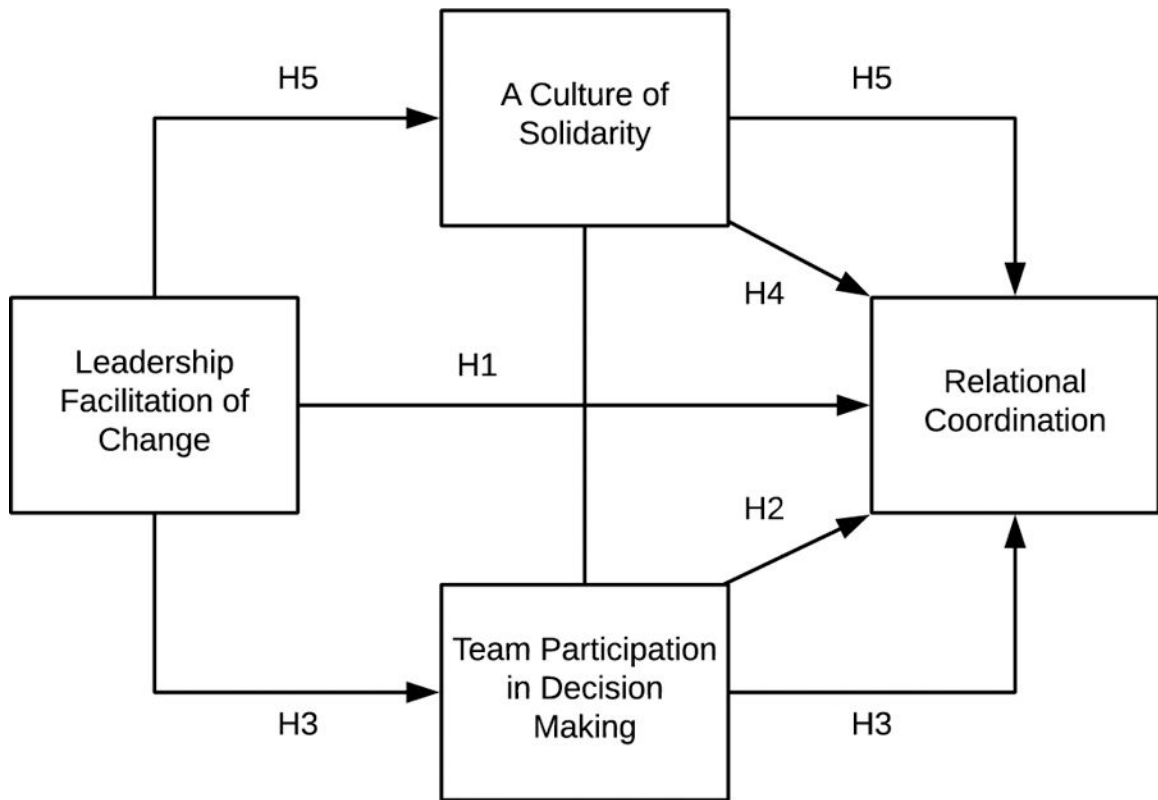 H5
A Culture of
Solidarity
H5
H4
Leadership
Facilitation of
Change
H1
Relational
Coordination
H2
Team Participation
in Decision
Making
H3
H3